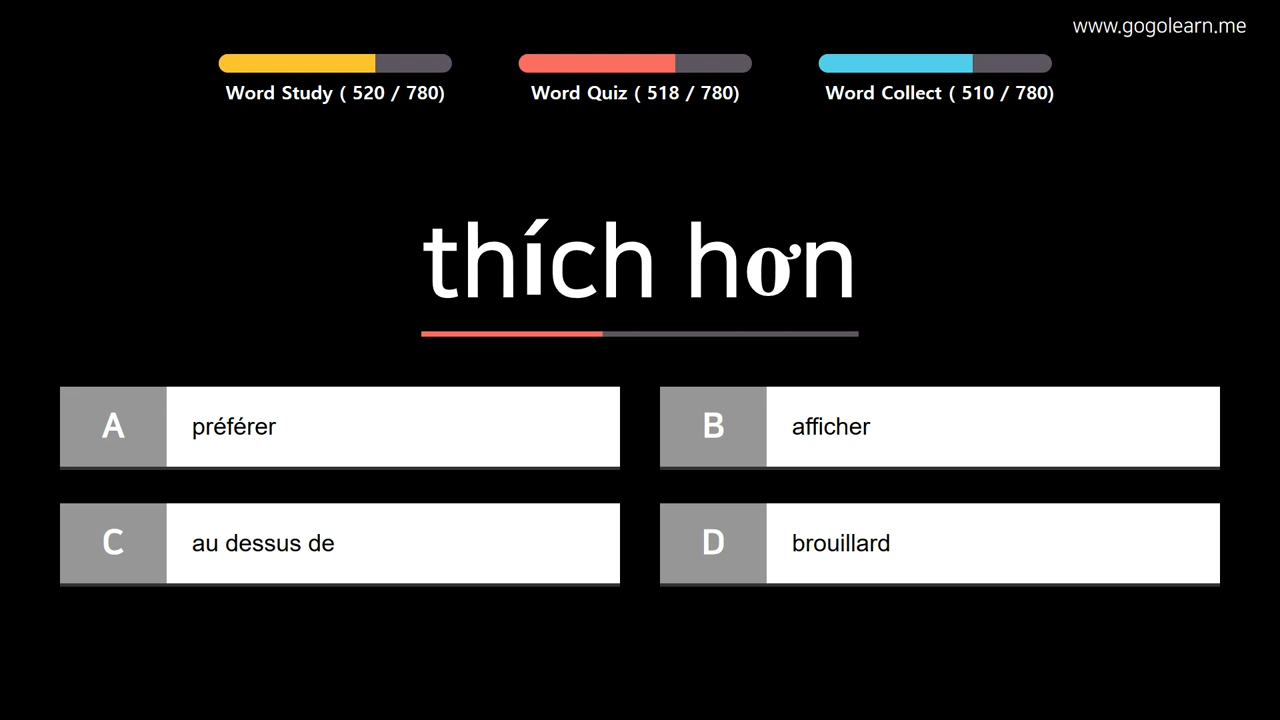 www.gogolearn.me
Word Study ( 520 / 780)
Word Quiz ( 518 / 780)
Word Collect ( 510 / 780)
thích hơn
A préférer
B afficher
C au dessus de
D brouillard